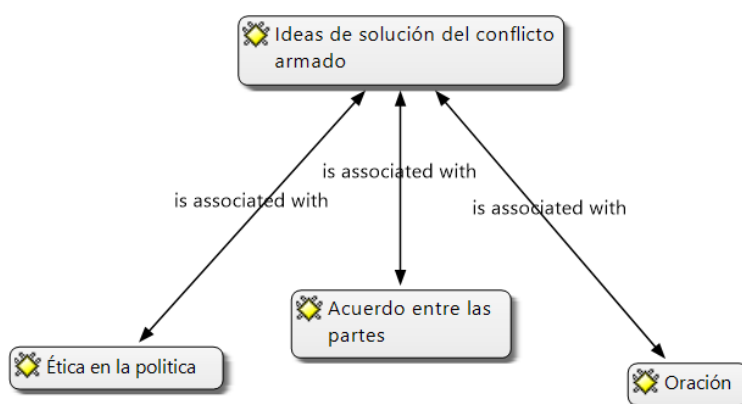 Ideas de solución del conflicto
armado
is associated with
is associated with
is associated with
Acuerdo entre las
partes
Ética en la politica
Oración